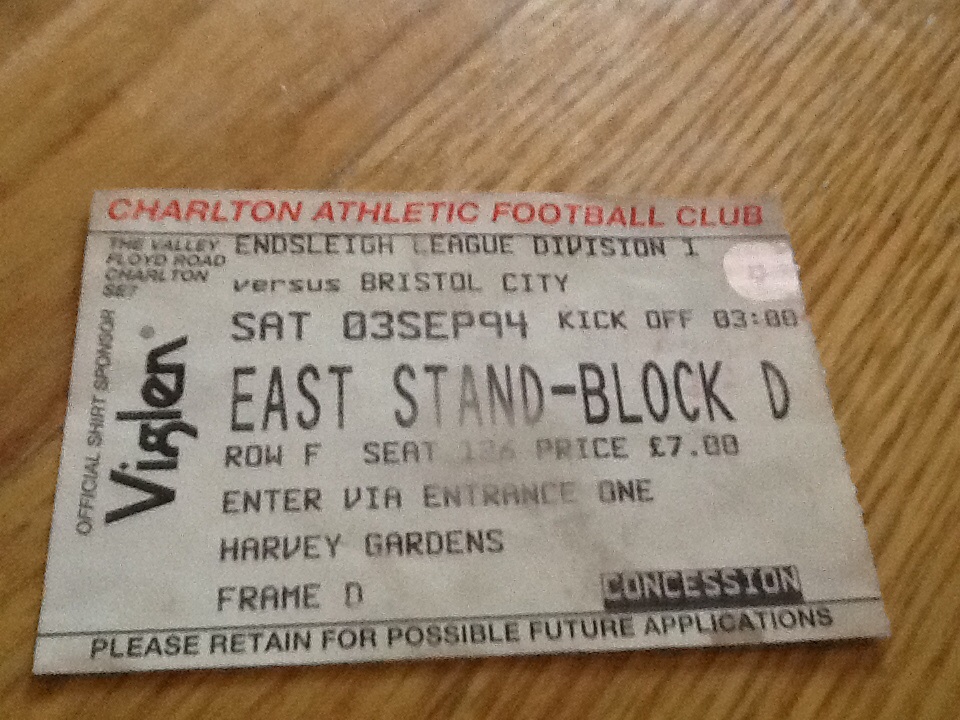 CHARLTON ATHLETIC FOOTBALL CLUB
THE VALLEY
FLOYD ROAD
CHARLTON
SE7
ENDSLEIGH LEAGUE DIVISION 1
versus BRISTOL CITY
SAT 03SEP94 KICK OFF 03:00
EAST STAND-BLOCK D
ROW F SEAT 126 PRICE £7.00
ENTER VIA ENTRANCE ONE
HARVEY GARDENS
FRAME D
CONCESSION
OFFICIAL SHIRT SPONSOR
Viglen
PLEASE RETAIN FOR POSSIBLE FUTURE APPLICATIONS